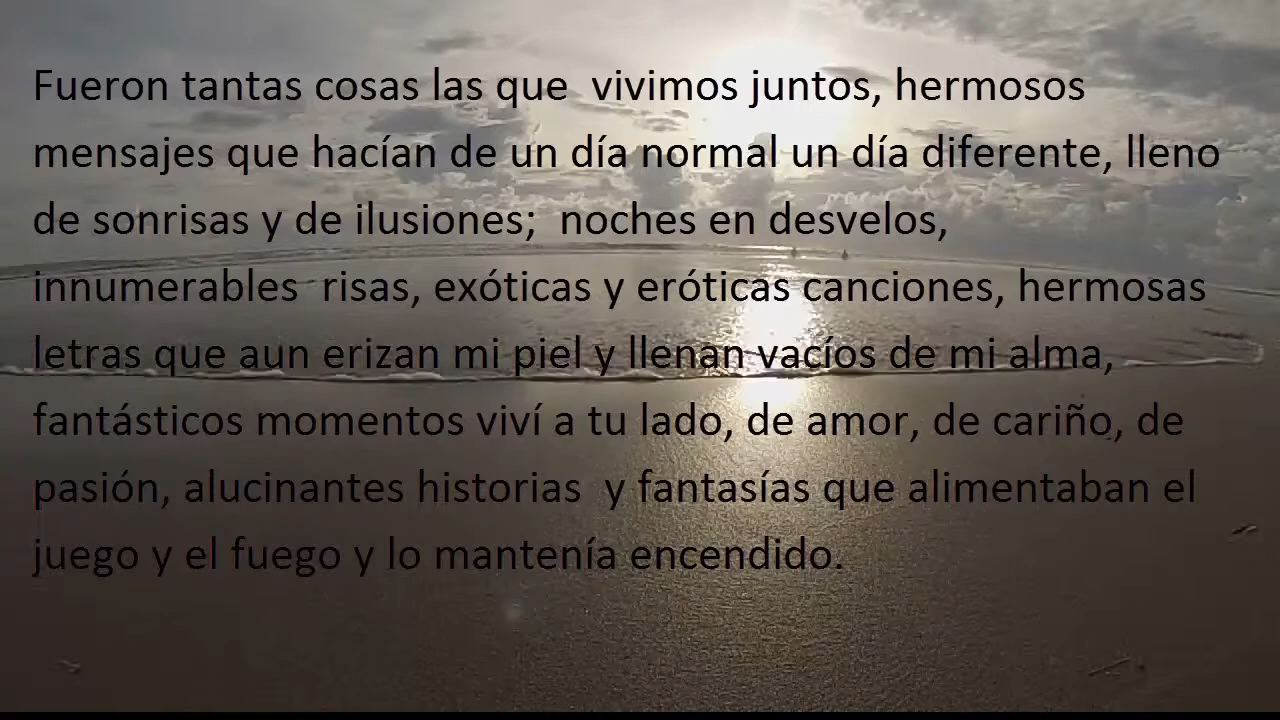 Fueron tantas cosas las que  vivimos juntos, hermosos
mensajes que hacían de un día normal un día diferente, lleno
de sonrisas y de ilusiones;  noches en desvelos,
innumerables  risas, exóticas y eróticas canciones, hermosas
letras que aun erizan mi piel y llenan vacíos de mi alma,
fantásticos momentos viví a tu lado, de amor, de cariño, de
pasión, alucinantes historias  y fantasías que alimentaban el
juego y el fuego y lo mantenía encendido.